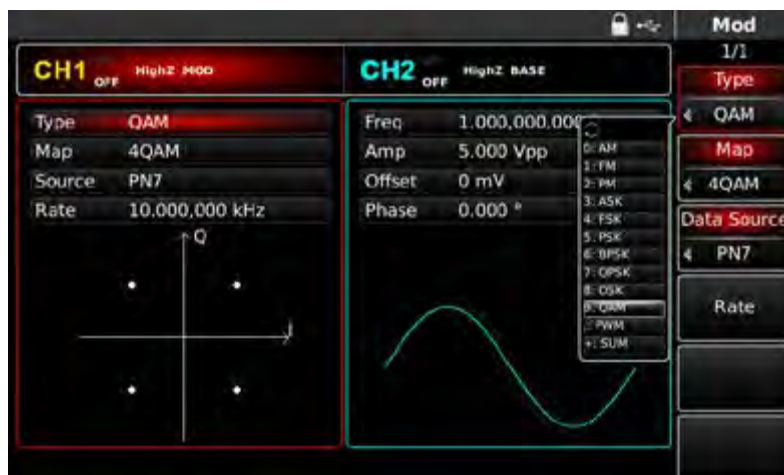 Mod
1/1
CH1 OFF HighZ MOD
CH2 OFF HighZ BASE
Type
QAM
Type QAM
Map 4QAM
Source PN7
Rate 10.000,000 kHz
Q
I
Freq 1.000,000,000
Amp 5.000 Vpp
Offset 0 mV
Phase 0.000 °
0: AM
1: FM
2: PM
3: ASK
4: FSK
5: PSK
6: BPSK
7: QPSK
8: OSK
9: QAM
.: PWM
+: SUM
Map
4QAM
Data Source
PN7
Rate